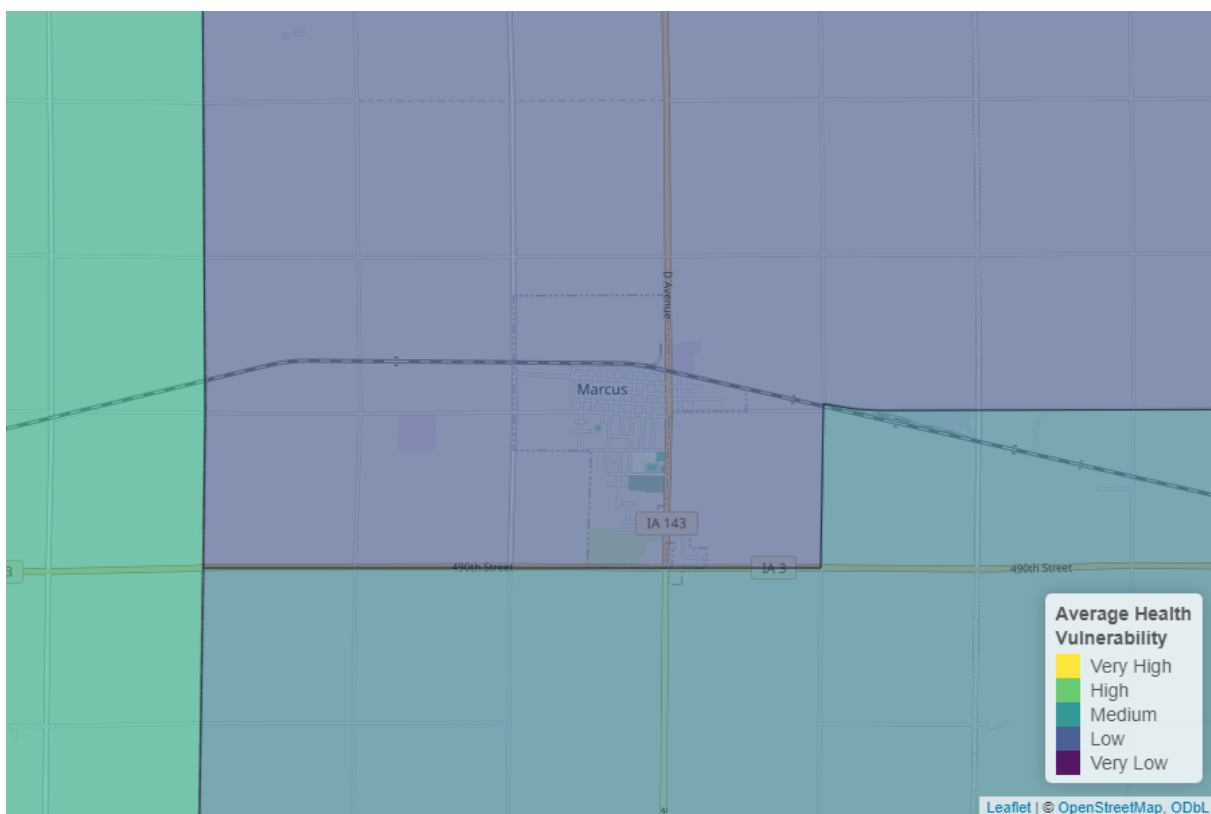 D Avenue
Marcus
IA 143
3
490th Street
IA 3
490th Street
e
Average Health
Vulnerability
Very High
High
Medium
Low
Very Low
Leaflet | © OpenStreetMap, ODbL